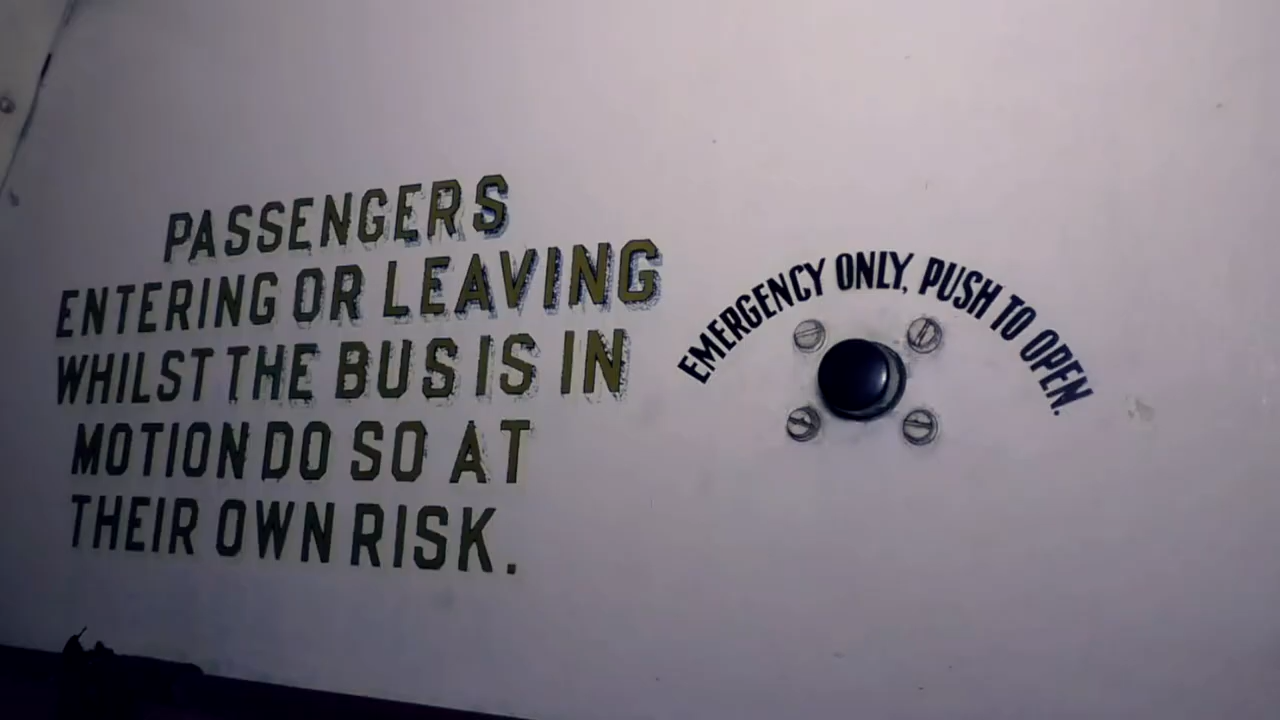 PASSENGERS
ENTERING OR LEAVING
WHILST THE BUS IS IN
MOTION DO SO AT
THEIR OWN RISK.
EMERGENCY ONLY, PUSH TO OPEN.